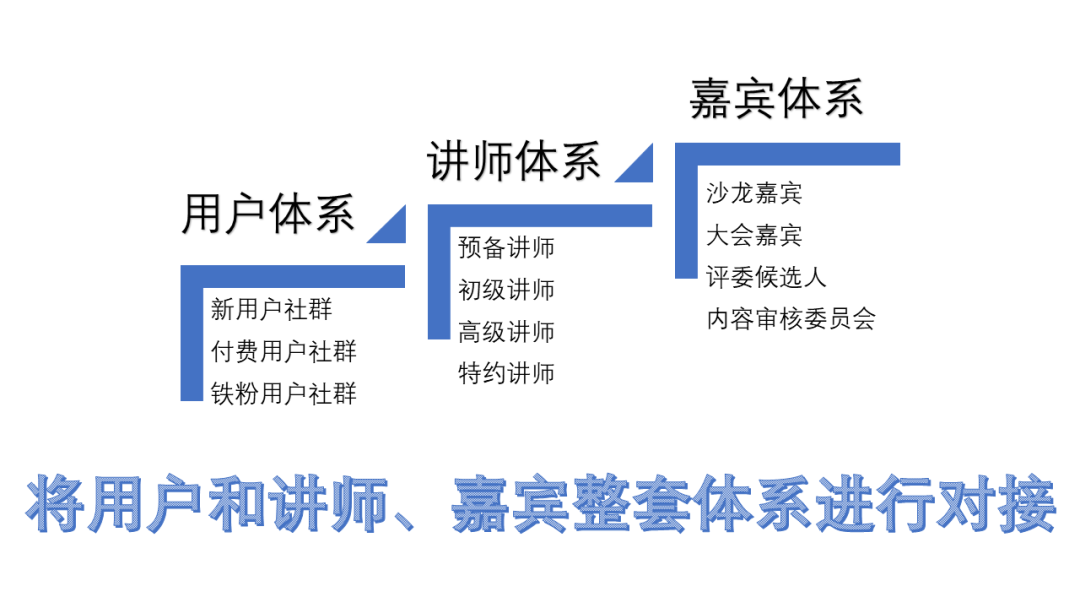 用户体系
新用户社群
付费用户社群
铁粉用户社群
讲师体系
预备讲师
初级讲师
高级讲师
特约讲师
嘉宾体系
沙龙嘉宾
大会嘉宾
评委候选人
内容审核委员会
将用户和讲师、嘉宾整套体系进行对接